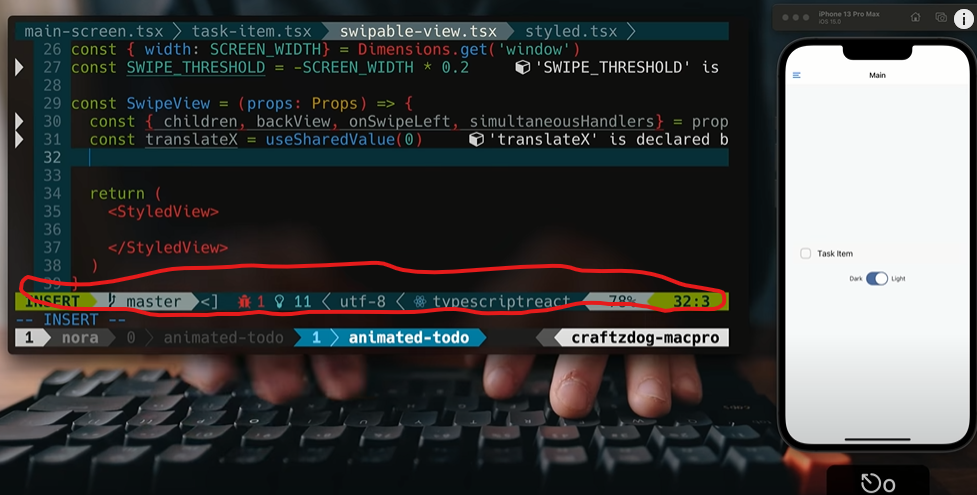 main-screen.tsx task-item.tsx swipable-view.tsx styled.tsx
26 const { width: SCREEN_WIDTH} = Dimensions.get('window')
27 const SWIPE_THRESHOLD = -SCREEN_WIDTH * 0.2 'SWIPE_THRESHOLD' is
28
29 const SwipeView = (props: Props) => {
30 const { children, backView, onSwipeLeft, simultaneousHandlers} = prop
31 const translateX = useSharedValue(0) 'translateX' is declared b
32
33
34 return (
35 <StyledView>
36
37 </StyledView>
38 )
39 }
INSERT master <] 1 11 utf-8 typescriptreact 78% 32:3
-- INSERT --
1 nora 0 animated-todo 1 animated-todo craftzdog-macpro
iPhone 13 Pro Max
iOS 15.0
Main
Task Item
Dark Light